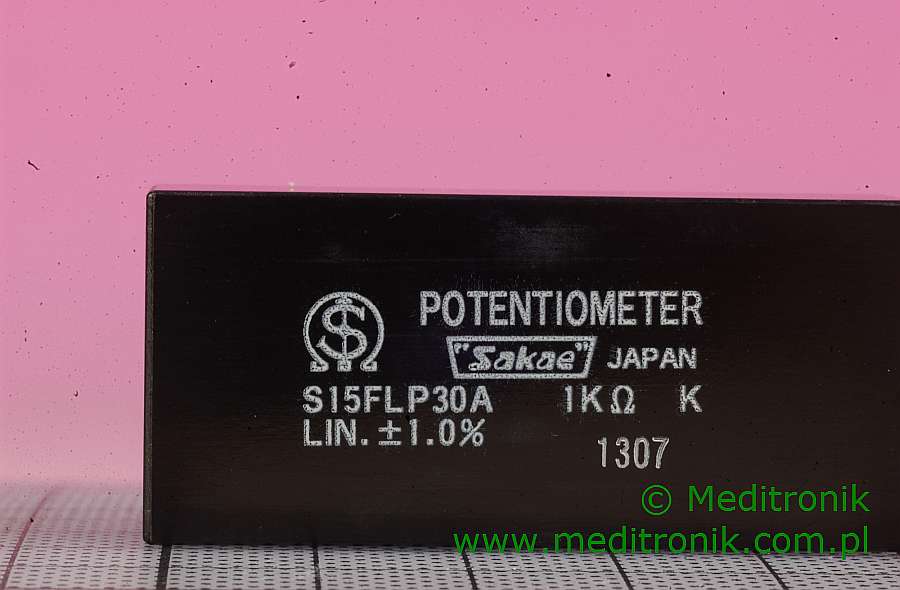 POTENTIOMETER
"Sakae" JAPAN
S15FLP30A 1KΩ K
LIN. ±1.0%
1307
© Meditronik
www.meditronik.com.pl